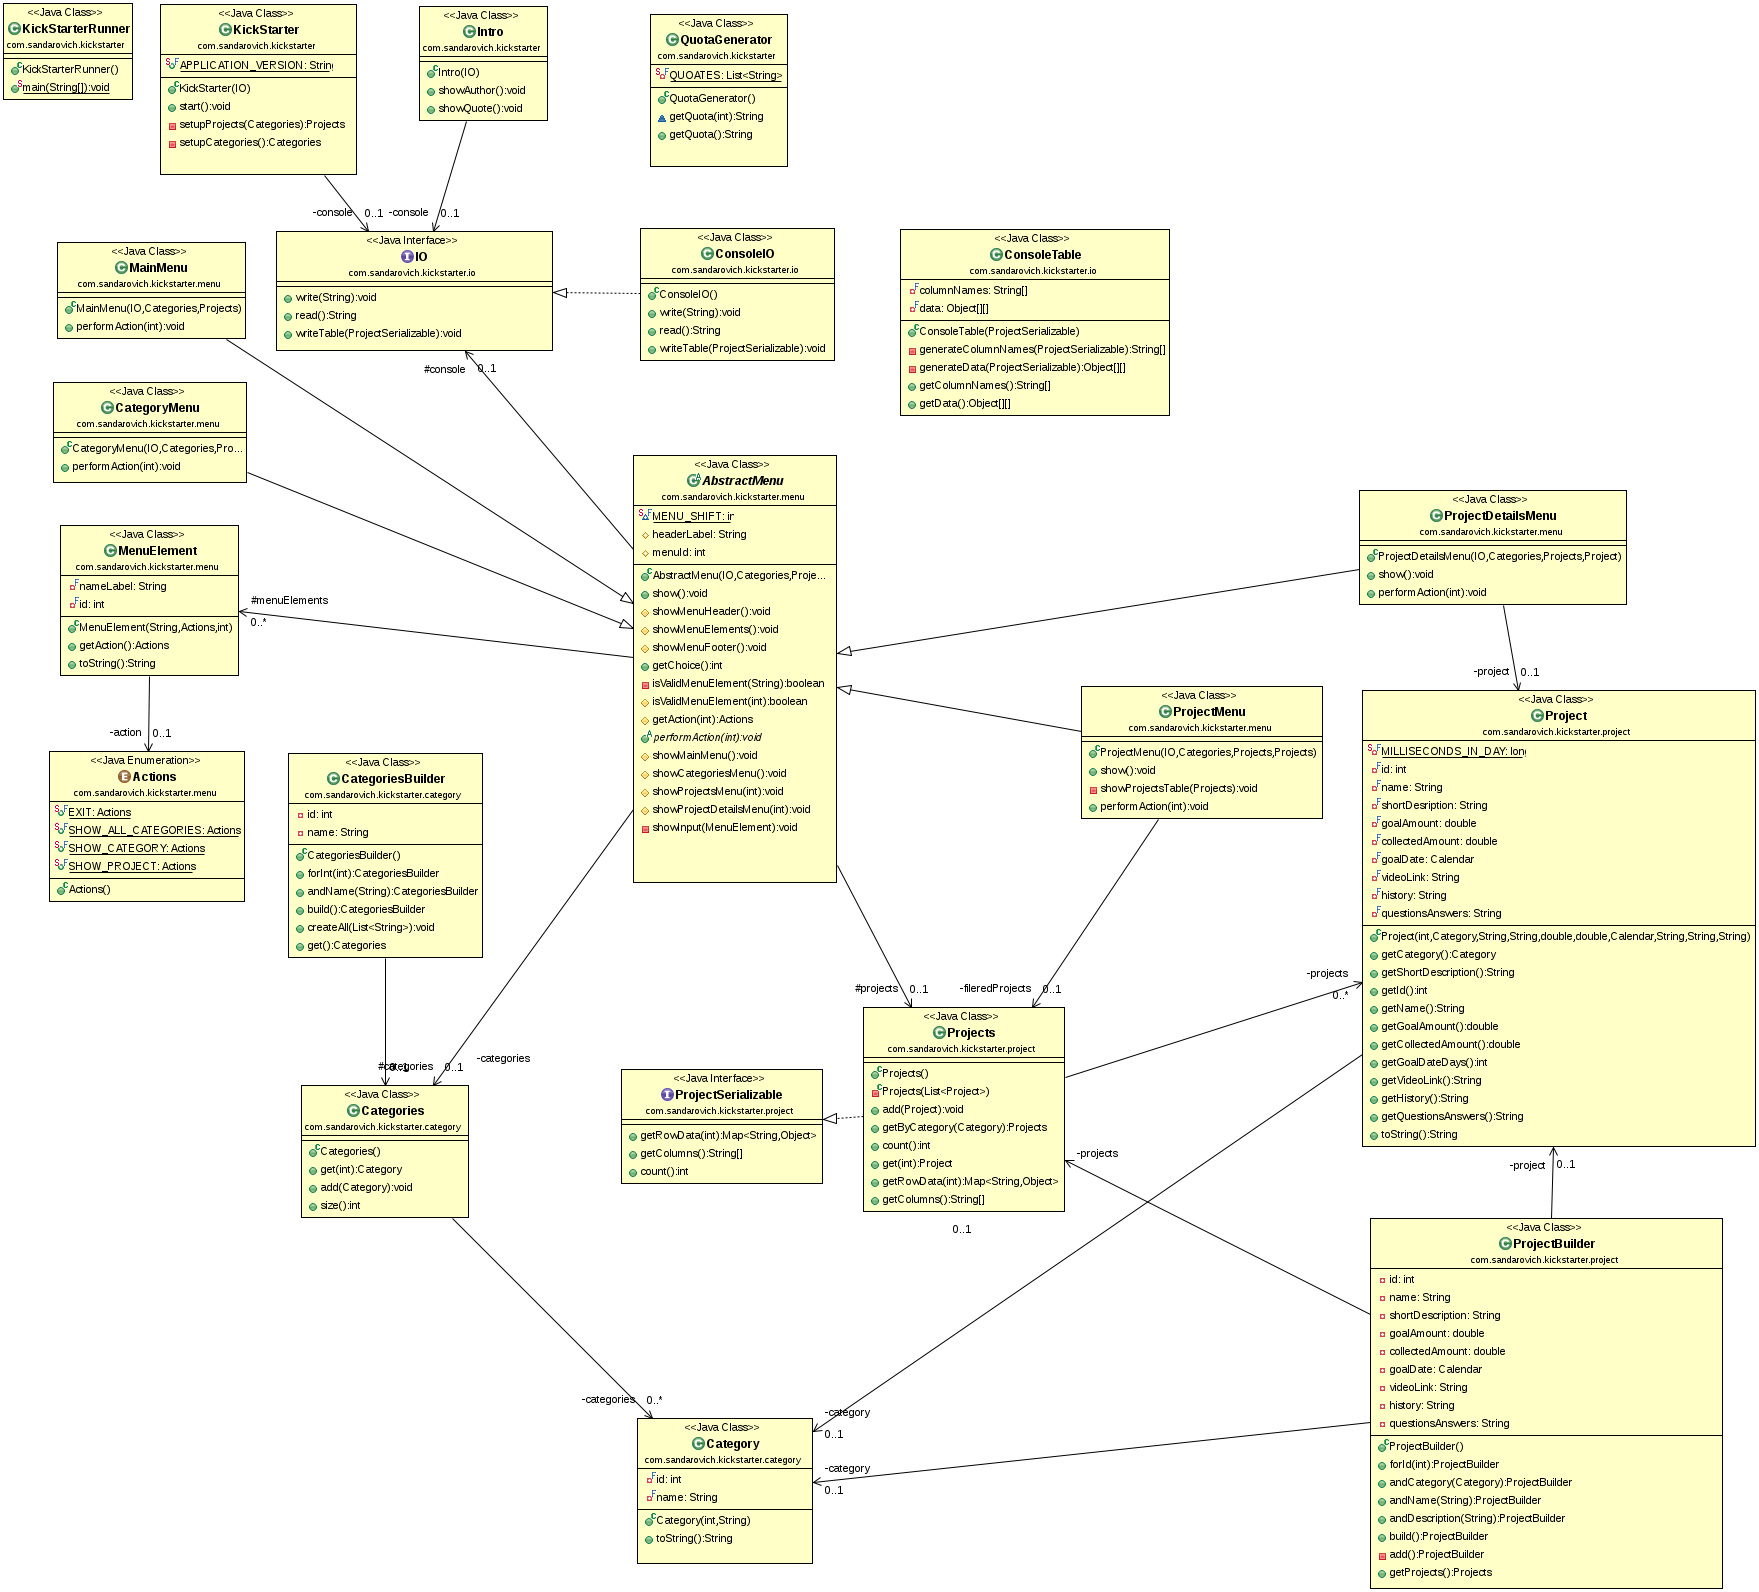 <<Java Class>>
KickStarterRunner
com.sandarovich.kickstarter
KickStarterRunner()
main(String[]):void
<<Java Class>>
KickStarter
com.sandarovich.kickstarter
APPLICATION_VERSION: String
KickStarter(IO)
start():void
setupProjects(Categories):Projects
setupCategories():Categories
<<Java Class>>
Intro
com.sandarovich.kickstarter
Intro(IO)
showAuthor():void
showQuote():void
<<Java Class>>
QuotaGenerator
com.sandarovich.kickstarter
QUOATES: List<String>
QuotaGenerator()
getQuota(int):String
getQuota():String
-console
0..1
-console
0..1
<<Java Class>>
MainMenu
com.sandarovich.kickstarter.menu
MainMenu(IO,Categories,Projects)
performAction(int):void
<<Java Interface>>
IO
com.sandarovich.kickstarter.io
write(String):void
read():String
writeTable(ProjectSerializable):void
<<Java Class>>
ConsoleIO
com.sandarovich.kickstarter.io
ConsoleIO()
write(String):void
read():String
writeTable(ProjectSerializable):void
<<Java Class>>
ConsoleTable
com.sandarovich.kickstarter.io
columnNames: String[]
data: Object[][]
ConsoleTable(ProjectSerializable)
generateColumnNames(ProjectSerializable):String[]
generateData(ProjectSerializable):Object[][]
getColumnNames():String[]
getData():Object[][]
#console
0..1
<<Java Class>>
CategoryMenu
com.sandarovich.kickstarter.menu
CategoryMenu(IO,Categories,Pro...
performAction(int):void
<<Java Class>>
AbstractMenu
com.sandarovich.kickstarter.menu
MENU_SHIFT: in
headerLabel: String
menuId: int
AbstractMenu(IO,Categories,Proje...
show():void
showMenuHeader():void
showMenuElements():void
showMenuFooter():void
getChoice():int
isValidMenuElement(String):boolean
isValidMenuElement(int):boolean
getAction(int):Actions
performAction(int):void
showMainMenu():void
showCategoriesMenu():void
showProjectsMenu(int):void
showProjectDetailsMenu(int):void
showInput(MenuElement):void
<<Java Class>>
ProjectDetailsMenu
com.sandarovich.kickstarter.menu
ProjectDetailsMenu(IO,Categories,Projects,Project)
show():void
performAction(int):void
<<Java Class>>
MenuElement
com.sandarovich.kickstarter.menu
nameLabel: String
id: int
MenuElement(String,Actions,int)
getAction():Actions
toString():String
#menuElements
0..*
-action
0..1
-project
0..1
<<Java Class>>
ProjectMenu
com.sandarovich.kickstarter.menu
ProjectMenu(IO,Categories,Projects,Projects)
show():void
showProjectsTable(Projects):void
performAction(int):void
<<Java Class>>
Project
com.sandarovich.kickstarter.project
MILLISECONDS_IN_DAY: long
id: int
name: String
shortDesription: String
goalAmount: double
collectedAmount: double
goalDate: Calendar
videoLink: String
history: String
questionsAnswers: String
Project(int,Category,String,String,double,double,Calendar,String,String,String)
getCategory():Category
getShortDescription():String
getId():int
getName():String
getGoalAmount():double
getCollectedAmount():double
getGoalDateDays():int
getVideoLink():String
getHistory():String
getQuestionsAnswers():String
toString():String
<<Java Enumeration>>
Actions
com.sandarovich.kickstarter.menu
EXIT: Actions
SHOW_ALL_CATEGORIES: Actions
SHOW_CATEGORY: Actions
SHOW_PROJECT: Actions
Actions()
<<Java Class>>
CategoriesBuilder
com.sandarovich.kickstarter.category
id: int
name: String
CategoriesBuilder()
forInt(int):CategoriesBuilder
andName(String):CategoriesBuilder
build():CategoriesBuilder
createAll(List<String>):void
get():Categories
#projects
0..1
-fileredProjects
0..1
-projects
0..*
#categories
0..1
0..1
-categories
<<Java Class>>
Categories
com.sandarovich.kickstarter.category
Categories()
get(int):Category
add(Category):void
size():int
<<Java Interface>>
ProjectSerializable
com.sandarovich.kickstarter.project
getRowData(int):Map<String,Object>
getColumns():String[]
count():int
<<Java Class>>
Projects
com.sandarovich.kickstarter.project
Projects()
Projects(List<Project>)
add(Project):void
getByCategory(Category):Projects
count():int
get(int):Project
getRowData(int):Map<String,Object>
getColumns():String[]
-projects
0..1
-project
0..1
<<Java Class>>
ProjectBuilder
com.sandarovich.kickstarter.project
id: int
name: String
shortDescription: String
goalAmount: double
collectedAmount: double
goalDate: Calendar
videoLink: String
history: String
questionsAnswers: String
ProjectBuilder()
forId(int):ProjectBuilder
andCategory(Category):ProjectBuilder
andName(String):ProjectBuilder
andDescription(String):ProjectBuilder
build():ProjectBuilder
add():ProjectBuilder
getProjects():Projects
-categories
0..*
-category
0..1
-category
0..1
<<Java Class>>
Category
com.sandarovich.kickstarter.category
id: int
name: String
Category(int,String)
toString():String